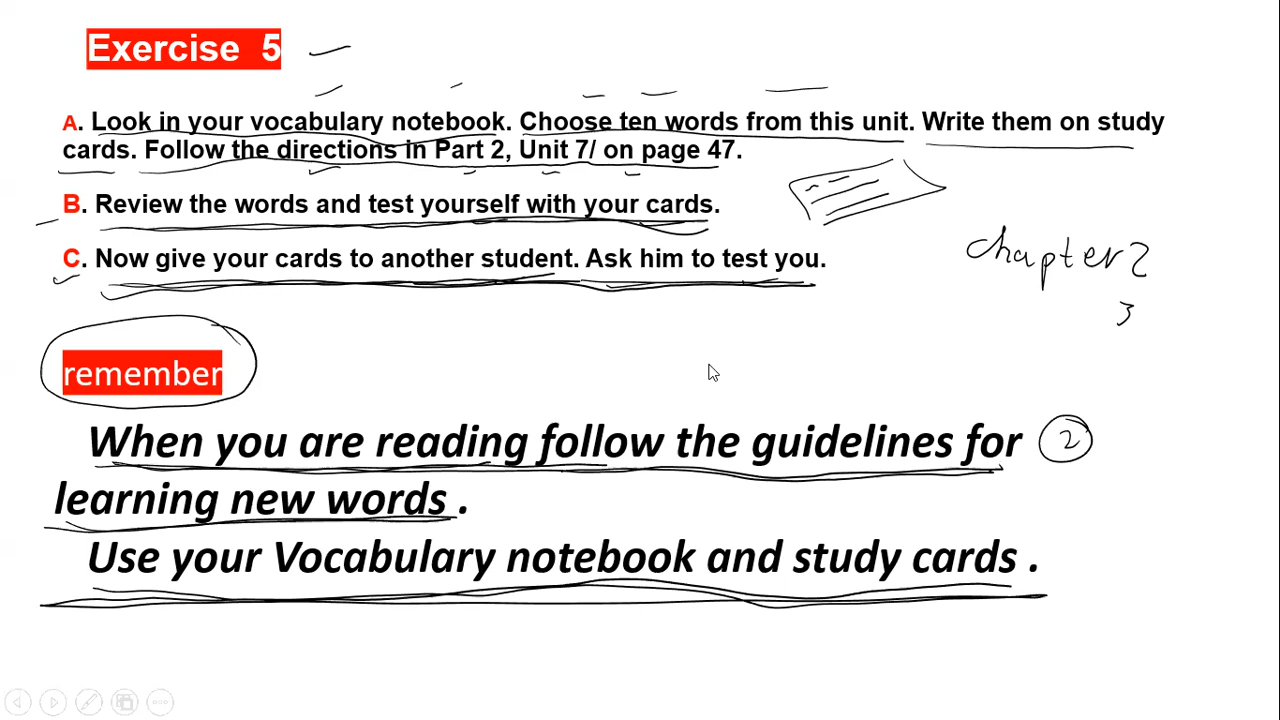 Exercise 5
A. Look in your vocabulary notebook. Choose ten words from this unit. Write them on study
cards. Follow the directions in Part 2, Unit 7/ on page 47.
B. Review the words and test yourself with your cards.
C. Now give your cards to another student. Ask him to test you.
chapter 2
3
remember
When you are reading follow the guidelines for 2
learning new words .
Use your Vocabulary notebook and study cards .